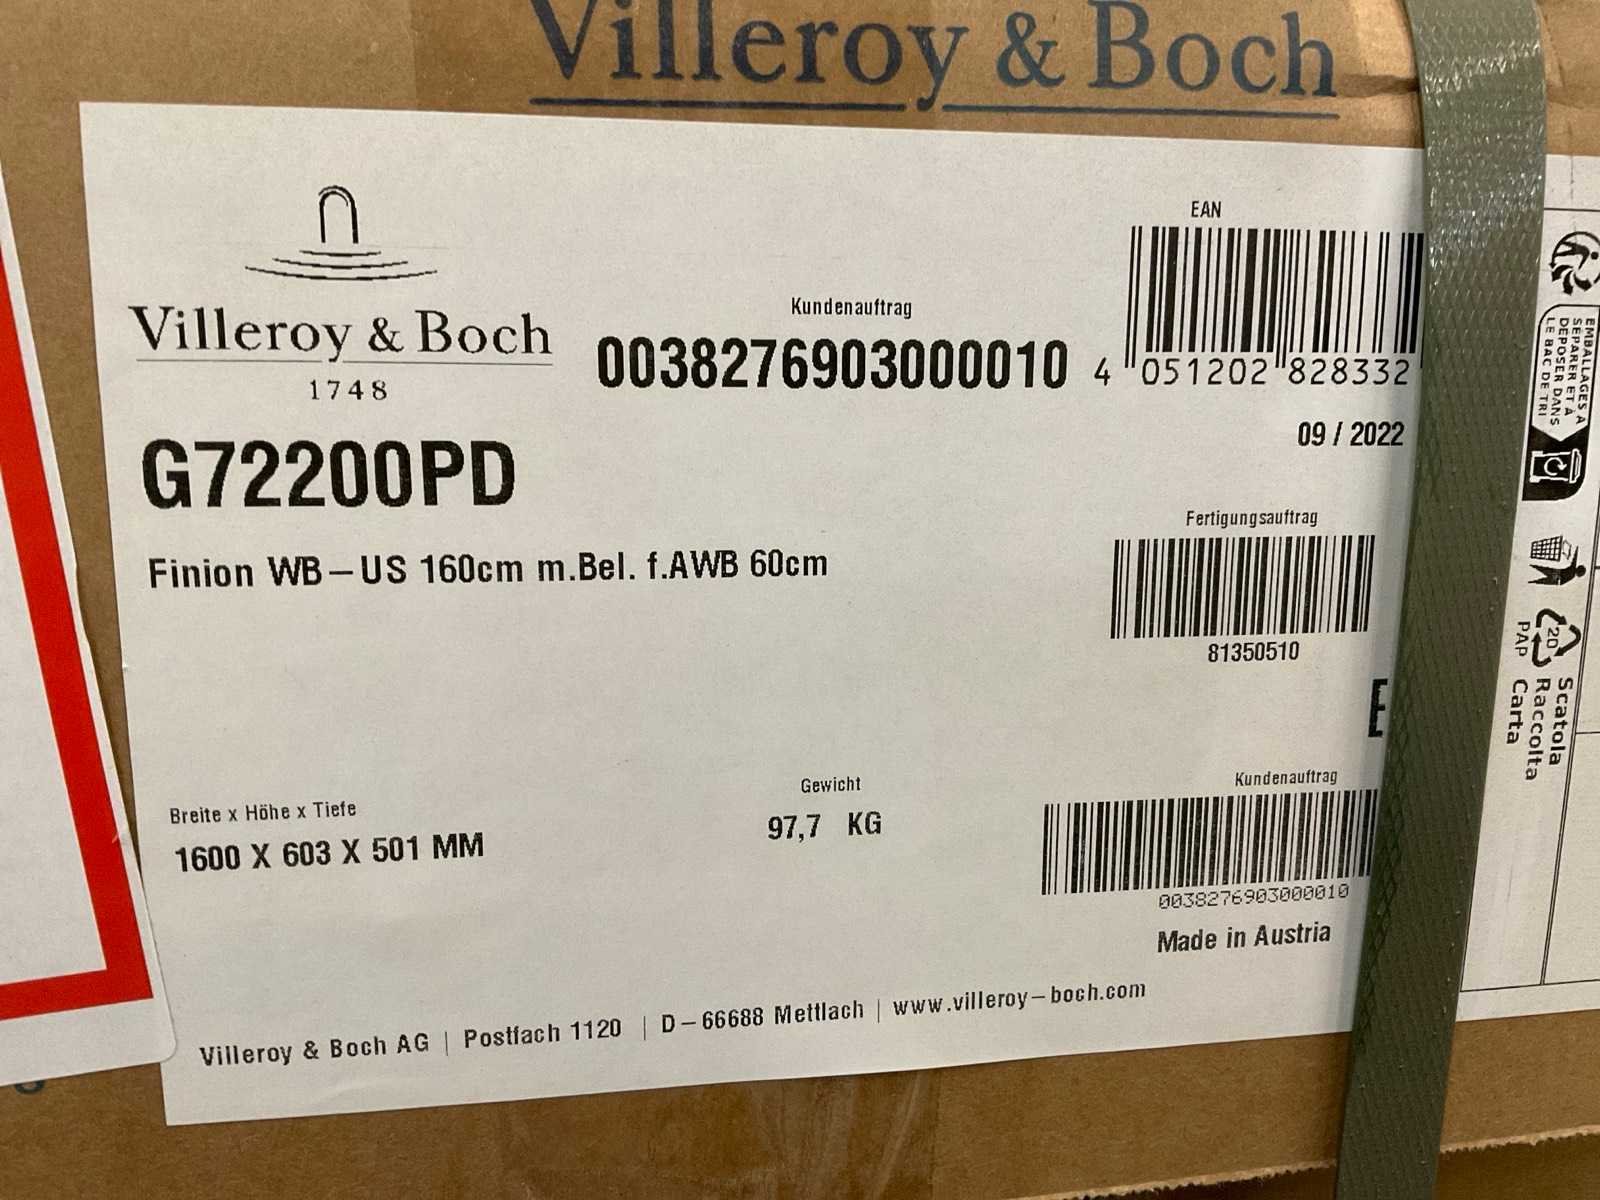 Villeroy & Boch
Villeroy & Boch
1748
EAN
4 051202 828332
Kundenauftrag
0038276903000010
09 / 2022
G72200PD
Finion WB-US 160cm m.Bel. f.AWB 60cm
Fertigungsauftrag
81350510
Breite x Höhe x Tiefe
1600 X 603 X 501 MM
Gewicht
97,7 KG
Kundenauftrag
0038276903000010
Made in Austria
Villeroy & Boch AG | Postfach 1120 | D-66688 Mettlach | www.villeroy-boch.com
EMBALLAGES À
SÉPARER ET À
DÉPOSER DANS
LE BAC DE TRI
20
PAP
Scatola
Raccolta
Carta